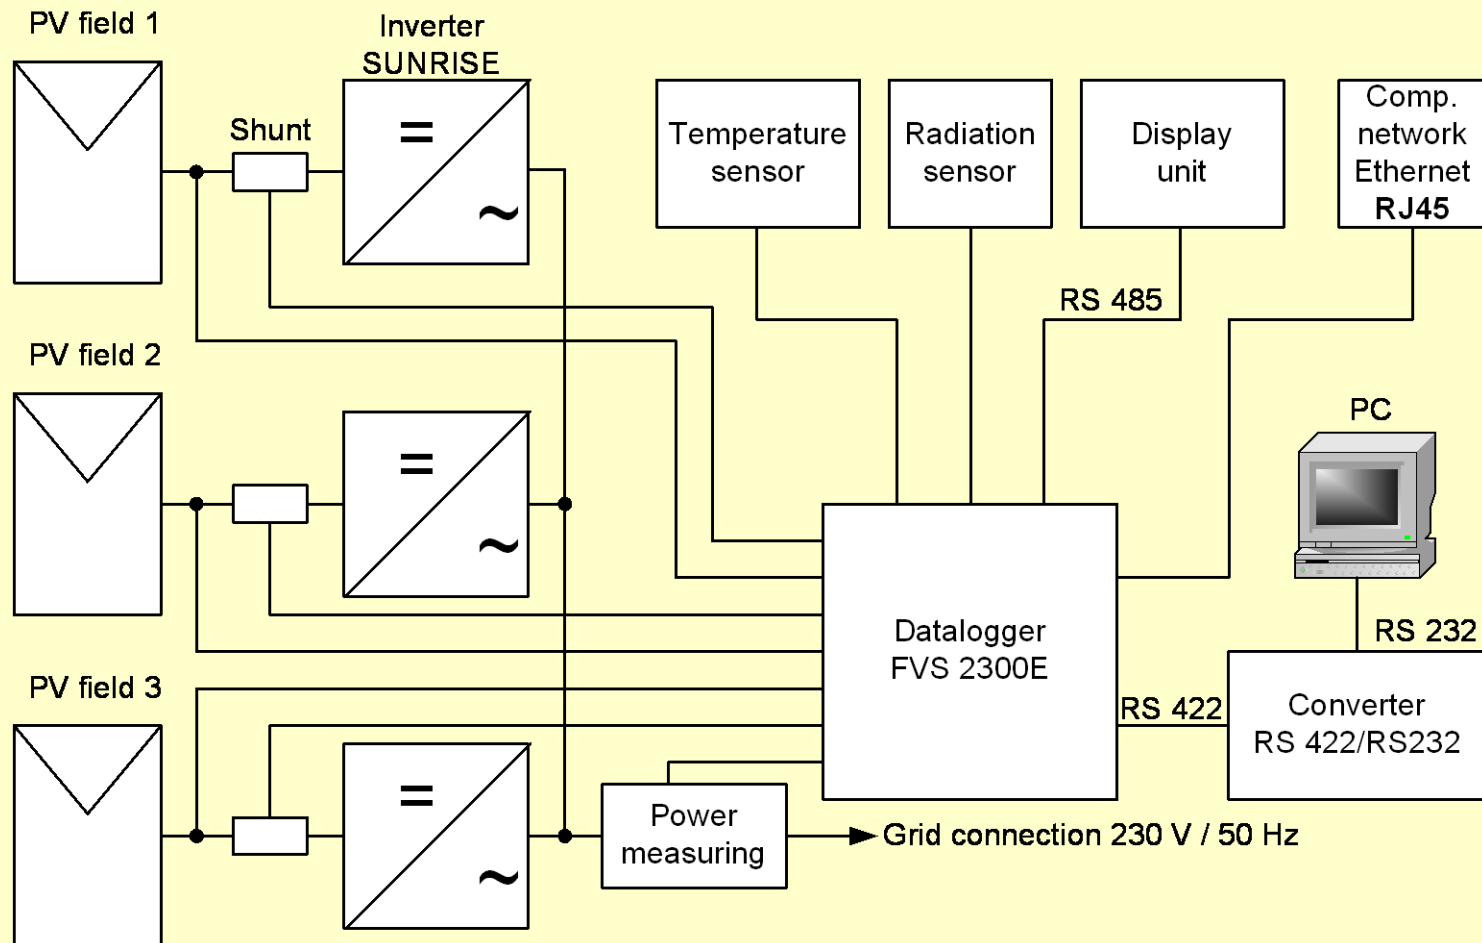 PV field 1
Inverter
SUNRISE
Shunt
=
~
Temperature
sensor
Radiation
sensor
Display
unit
Comp.
network
Ethernet
RJ45
RS 485
PV field 2
=
~
PC
Datalogger
FVS 2300E
RS 232
RS 422
Converter
RS 422/RS232
PV field 3
=
~
Power
measuring
Grid connection 230 V / 50 Hz